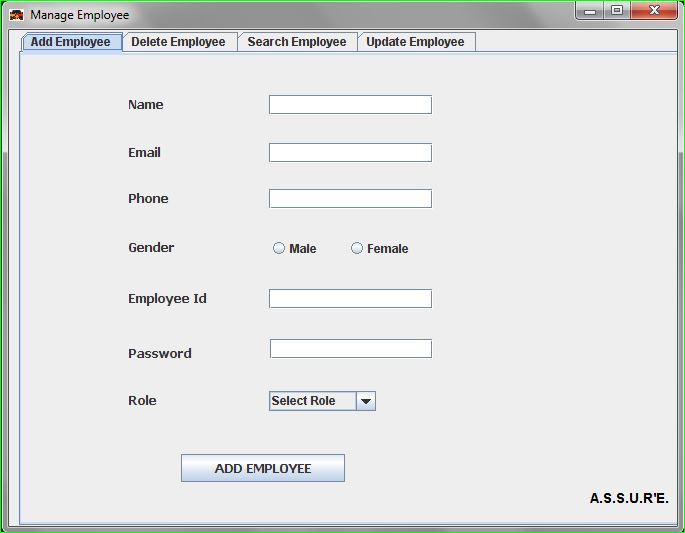 Manage Employee
Add Employee Delete Employee Search Employee Update Employee
Name
Email
Phone
Gender Male Female
Employee Id
Password
Role Select Role
ADD EMPLOYEE
A.S.S.U.R'E.